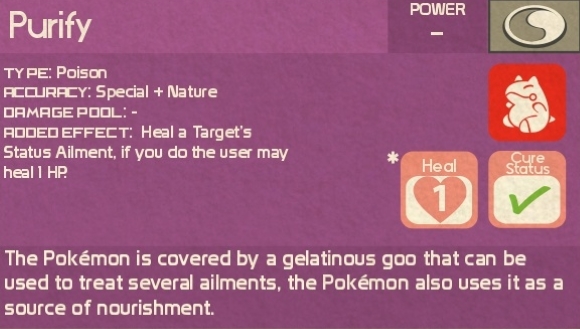 Purify
POWER
–
TYPE: Poison
ACCURACY: Special + Nature
DAMAGE POOL: -
ADDED EFFECT: Heal a Target's
Status Ailment, if you do the user may
heal 1 HP.
* Heal
1
Cure
Status
The Pokémon is covered by a gelatinous goo that can be
used to treat several ailments, the Pokémon also uses it as a
source of nourishment.